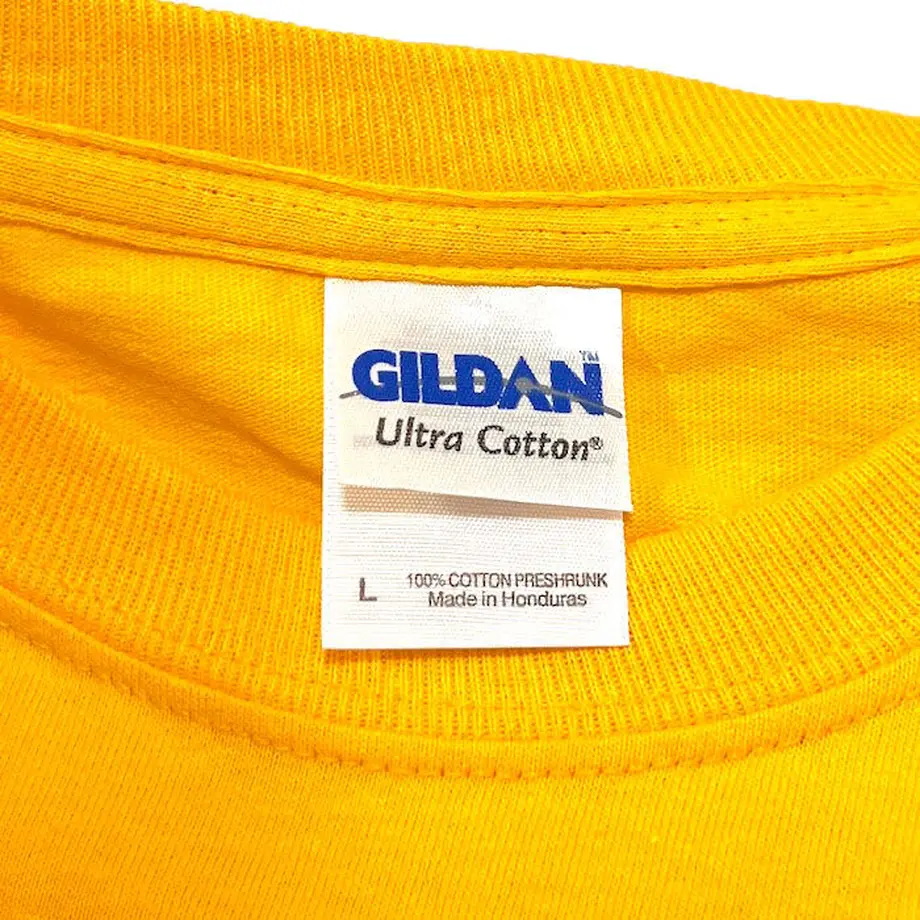 GILDAN™
Ultra Cotton®
L
100% COTTON PRESHRUNK
Made in Honduras